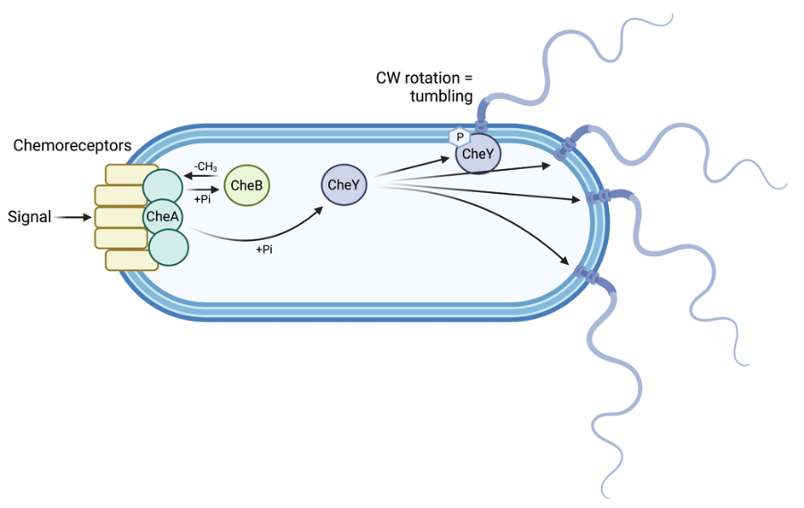 CW rotation =
tumbling
P
CheY
Chemoreceptors
-CH₃
+Pi
CheB
CheY
Signal
CheA
+Pi